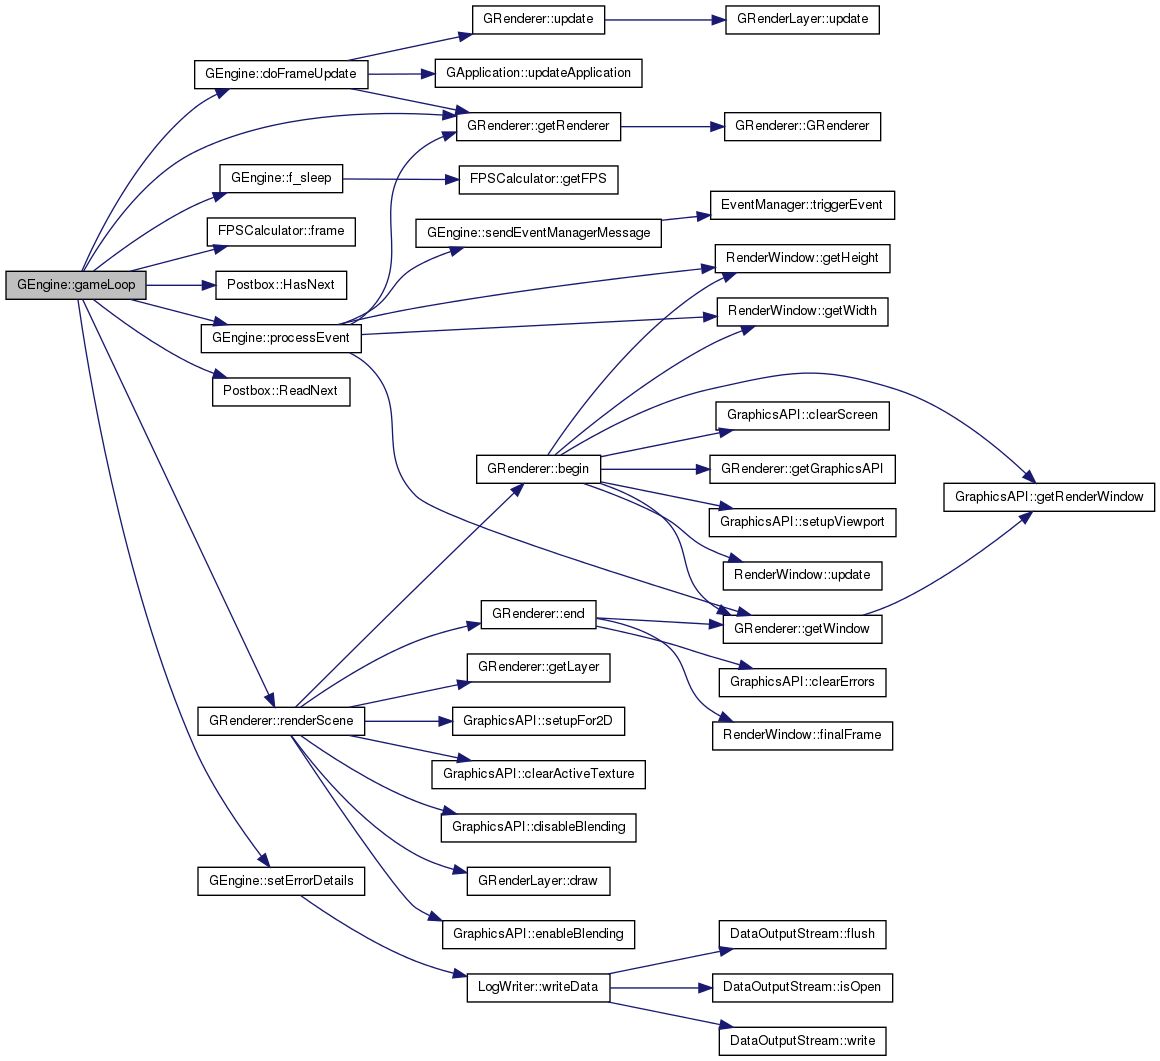 GRenderer::update
GRenderLayer::update
GEngine::doFrameUpdate
GApplication::updateApplication
GRenderer::getRenderer
GRenderer::GRenderer
GEngine::f_sleep
FPSCalculator::getFPS
EventManager::triggerEvent
FPSCalculator::frame
GEngine::sendEventManagerMessage
RenderWindow::getHeight
GEngine::gameLoop
Postbox::HasNext
RenderWindow::getWidth
GEngine::processEvent
Postbox::ReadNext
GraphicsAPI::clearScreen
GRenderer::begin
GRenderer::getGraphicsAPI
GraphicsAPI::getRenderWindow
GraphicsAPI::setupViewport
RenderWindow::update
GRenderer::end
GRenderer::getWindow
GRenderer::getLayer
GraphicsAPI::clearErrors
GRenderer::renderScene
GraphicsAPI::setupFor2D
RenderWindow::finalFrame
GraphicsAPI::clearActiveTexture
GraphicsAPI::disableBlending
GEngine::setErrorDetails
GRenderLayer::draw
GraphicsAPI::enableBlending
DataOutputStream::flush
LogWriter::writeData
DataOutputStream::isOpen
DataOutputStream::write